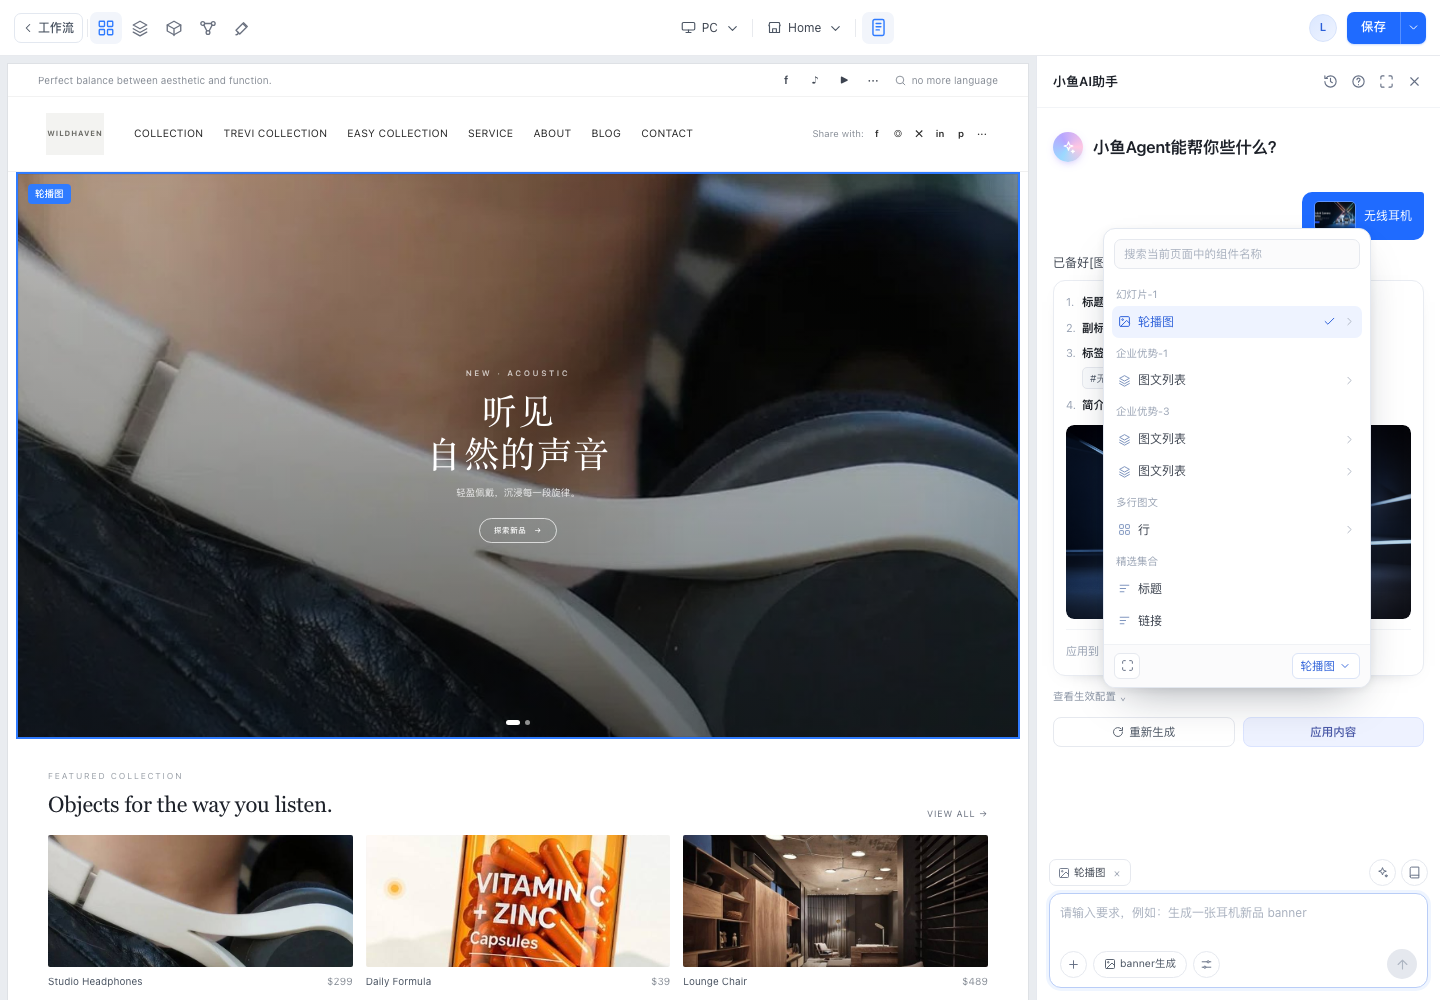 工作流
PC
Home
L
保存
Perfect balance between aesthetic and function.
no more language
WILDHAVEN
COLLECTION
TREVI COLLECTION
EASY COLLECTION
SERVICE
ABOUT
BLOG
CONTACT
Share with:
轮播图
NEW · ACOUSTIC
听见
自然的声音
轻盈佩戴，沉浸每一段旋律。
探索新品 →
FEATURED COLLECTION
Objects for the way you listen.
VIEW ALL →
VITAMIN C
+ ZINC
Capsules
Studio Headphones
$299
Daily Formula
$39
Lounge Chair
$489
小鱼AI助手
小鱼Agent能帮你些什么？
无线耳机
已备好[图
1. 标题
2. 副标
3. 标签
#无
4. 简介
应用到
搜索当前页面中的组件名称
幻灯片-1
轮播图
企业优势-1
图文列表
企业优势-3
图文列表
图文列表
多行图文
行
精选集合
标题
链接
轮播图
查看生效配置
重新生成
应用内容
轮播图 ×
请输入要求，例如：生成一张耳机新品 banner
banner生成